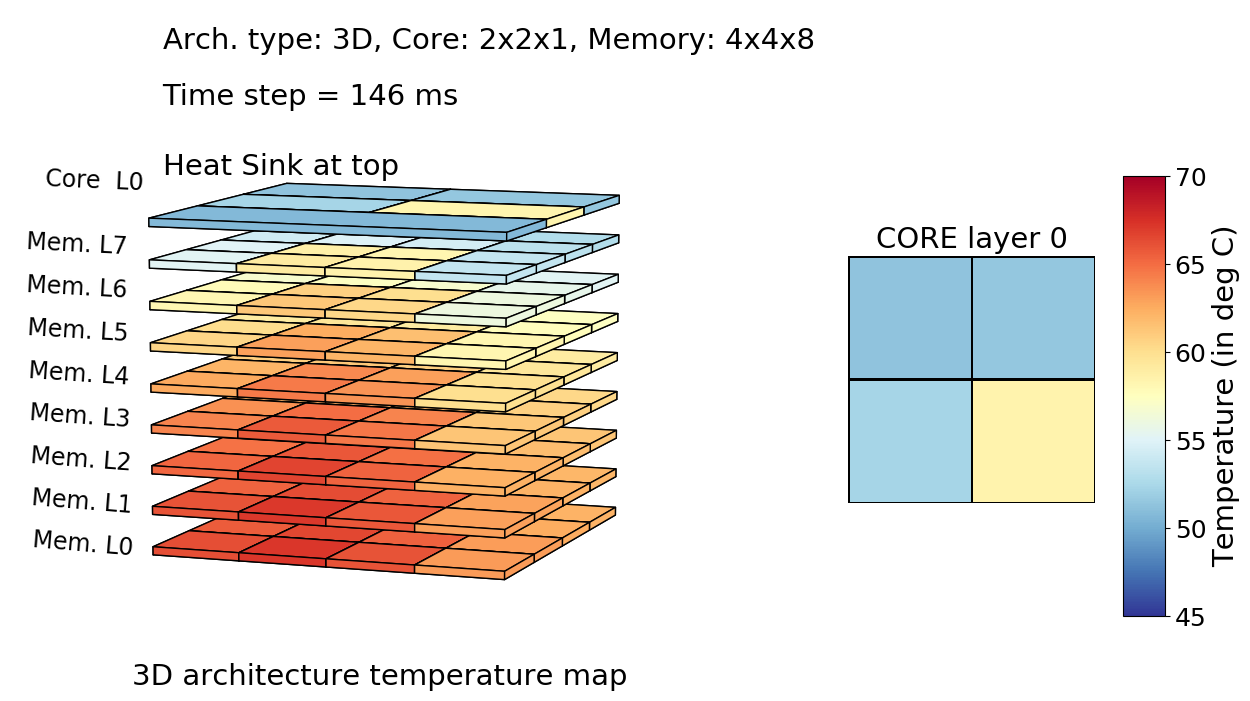 Arch. type: 3D, Core: 2x2x1, Memory: 4x4x8
Time step = 146 ms
Heat Sink at top
Core  L0
Mem. L7
Mem. L6
Mem. L5
Mem. L4
Mem. L3
Mem. L2
Mem. L1
Mem. L0
3D architecture temperature map
CORE layer 0
70
65
60
55
50
45
Temperature (in deg C)